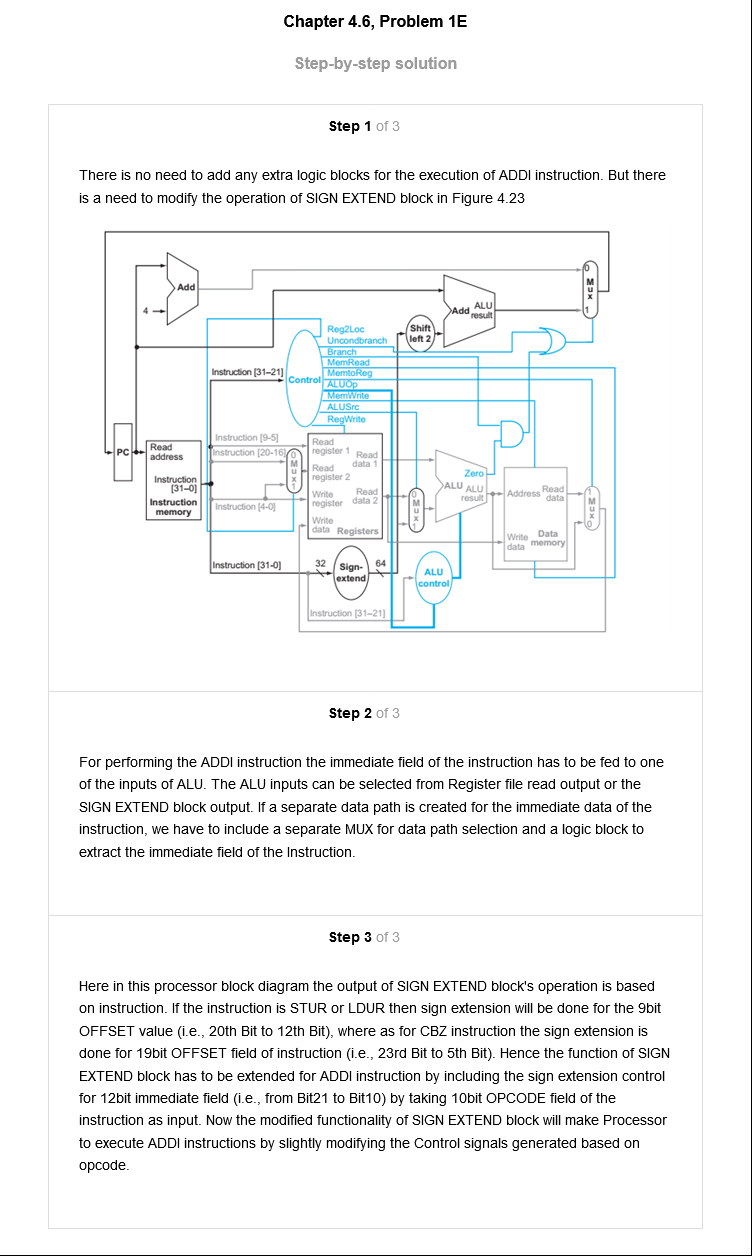 Chapter 4.6, Problem 1E
Step-by-step solution
Step 1 of 3
There is no need to add any extra logic blocks for the execution of ADDI instruction. But there
is a need to modify the operation of SIGN EXTEND block in Figure 4.23
Add
4
Add ALU
result
0
M
u
x
1
Shift
left 2
Reg2Loc
Uncondbranch
Branch
MemRead
MemtoReg
ALUOp
MemWrite
ALUSrc
RegWrite
Instruction [31–21]
Control
PC
Read
address
Instruction
[31–0]
Instruction
memory
Instruction [9-5]
Instruction [20-16]
Instruction [4-0]
0
M
u
x
1
Read
register 1
Read
data 1
Read
register 2
Write
register
Read
data 2
Write
data
Registers
0
M
u
x
1
Zero
ALU ALU
result
Address
Read
data
Write
data
Data
memory
1
M
u
x
0
Instruction [31-0]
32
Sign-
extend
64
ALU
control
Instruction [31–21]
Step 2 of 3
For performing the ADDI instruction the immediate field of the instruction has to be fed to one
of the inputs of ALU. The ALU inputs can be selected from Register file read output or the
SIGN EXTEND block output. If a separate data path is created for the immediate data of the
instruction, we have to include a separate MUX for data path selection and a logic block to
extract the immediate field of the Instruction.
Step 3 of 3
Here in this processor block diagram the output of SIGN EXTEND block's operation is based
on instruction. If the instruction is STUR or LDUR then sign extension will be done for the 9bit
OFFSET value (i.e., 20th Bit to 12th Bit), where as for CBZ instruction the sign extension is
done for 19bit OFFSET field of instruction (i.e., 23rd Bit to 5th Bit). Hence the function of SIGN
EXTEND block has to be extended for ADDI instruction by including the sign extension control
for 12bit immediate field (i.e., from Bit21 to Bit10) by taking 10bit OPCODE field of the
instruction as input. Now the modified functionality of SIGN EXTEND block will make Processor
to execute ADDI instructions by slightly modifying the Control signals generated based on
opcode.